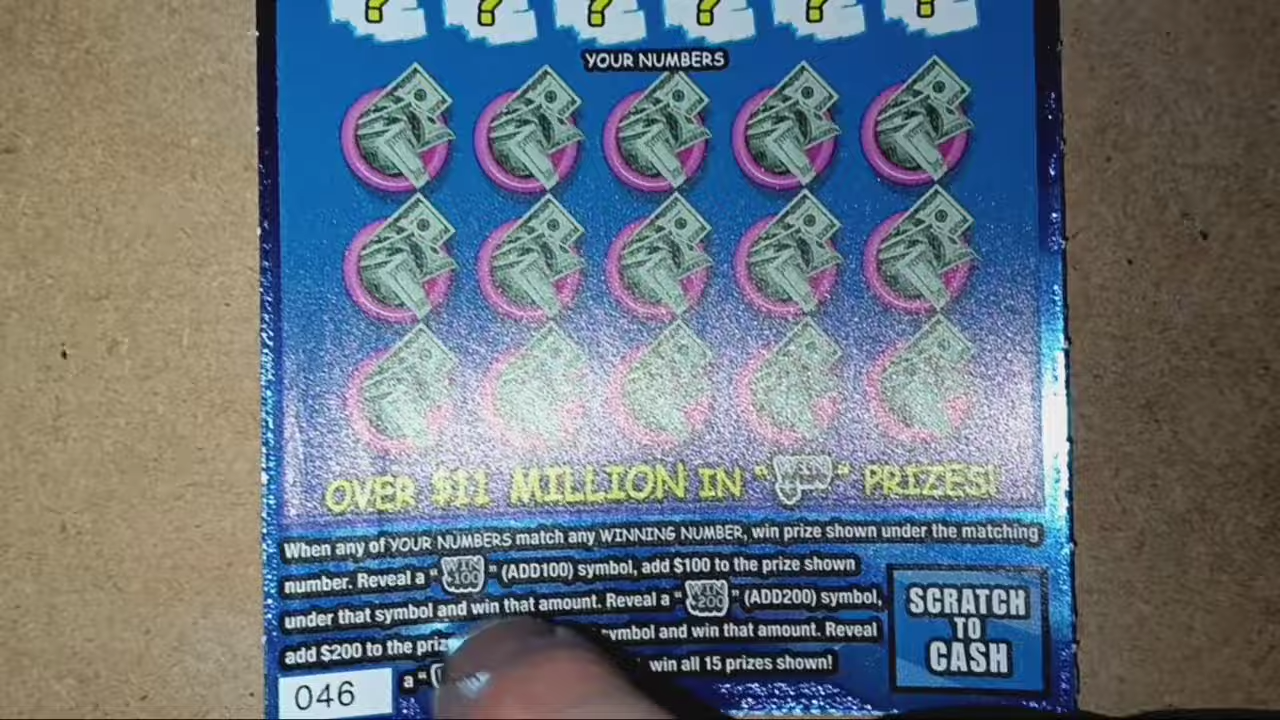 ? ? ? ? ? ?
YOUR NUMBERS
OVER $11 MILLION IN "WIN+" PRIZES!
When any of YOUR NUMBERS match any WINNING NUMBER, win prize shown under the matching
number. Reveal a "WIN +100" (ADD100) symbol, add $100 to the prize shown
under that symbol and win that amount. Reveal a "WIN +200" (ADD200) symbol,
add $200 to the symbol and win that amount. Reveal
a " win all 15 prizes shown!
SCRATCH
TO
CASH
046